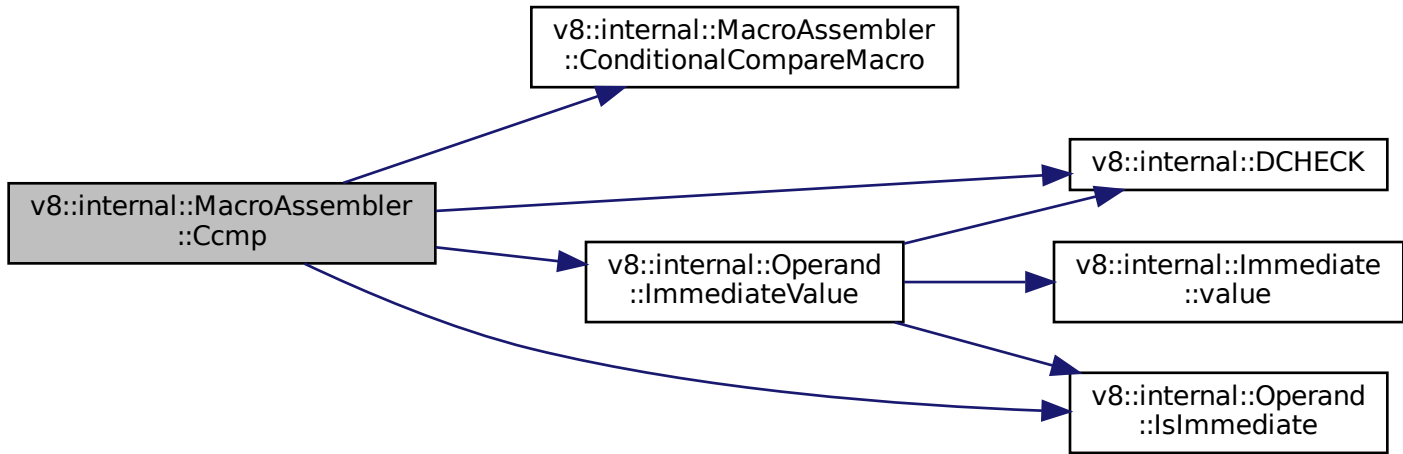 v8::internal::MacroAssembler
::ConditionalCompareMacro
v8::internal::DCHECK
v8::internal::MacroAssembler
::Ccmp
v8::internal::Operand
::ImmediateValue
v8::internal::Immediate
::value
v8::internal::Operand
::IsImmediate